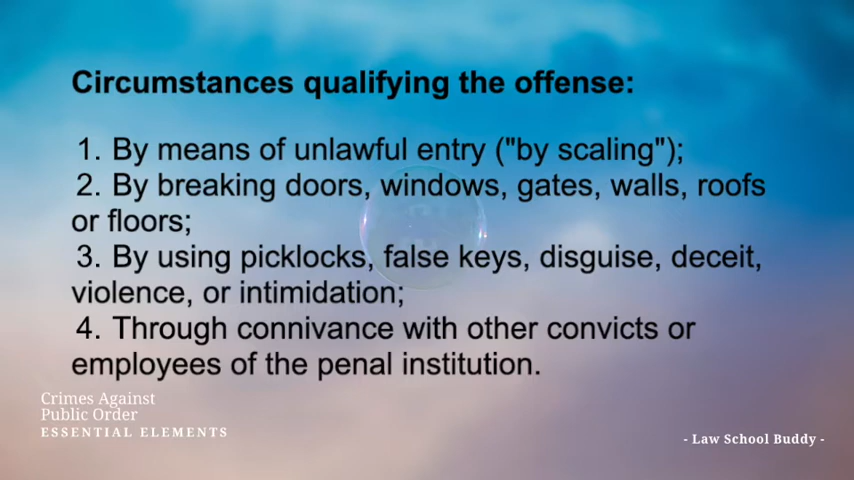 Circumstances qualifying the offense:
1. By means of unlawful entry ("by scaling");
2. By breaking doors, windows, gates, walls, roofs
or floors;
3. By using picklocks, false keys, disguise, deceit,
violence, or intimidation;
4. Through connivance with other convicts or
employees of the penal institution.
Crimes Against
Public Order
ESSENTIAL ELEMENTS
- Law School Buddy -